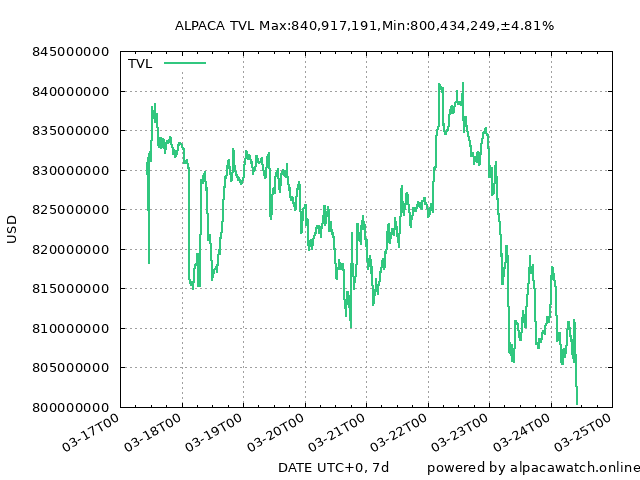 ALPACA TVL Max:840,917,191,Min:800,434,249,±4.81%
845000000
TVL
840000000
835000000
830000000
825000000
USD
820000000
815000000
810000000
805000000
800000000
03-17T00
03-18T00
03-19T00
03-20T00
03-21T00
03-22T00
03-23T00
03-24T00
03-25T00
DATE UTC+0, 7d
powered by alpacawatch.online